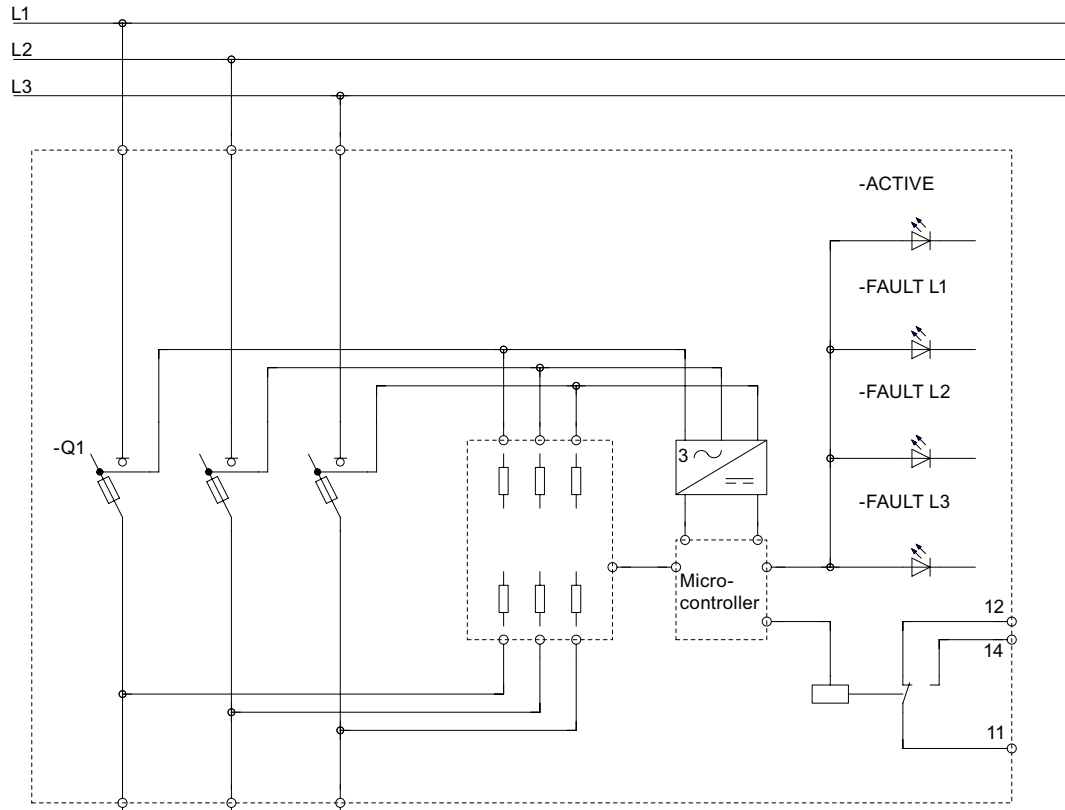 L1
L2
L3
-ACTIVE
-FAULT L1
-FAULT L2
-Q1
3
-FAULT L3
Micro-
controller
12
14
11